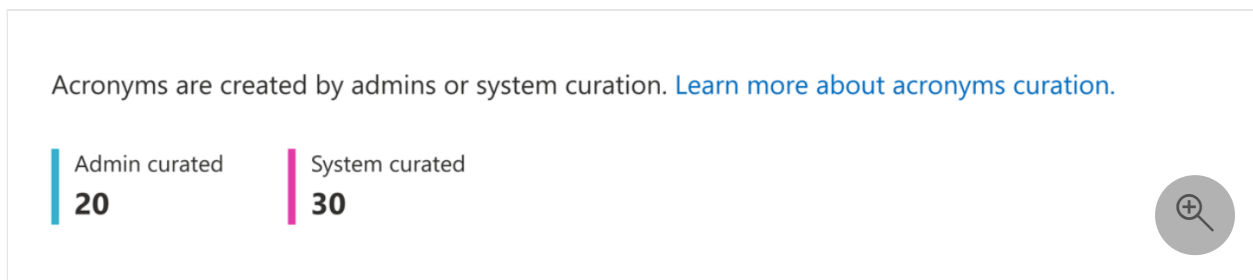 Acronyms are created by admins or system curation. Learn more about acronyms curation.
Admin curated
System curated
20
30